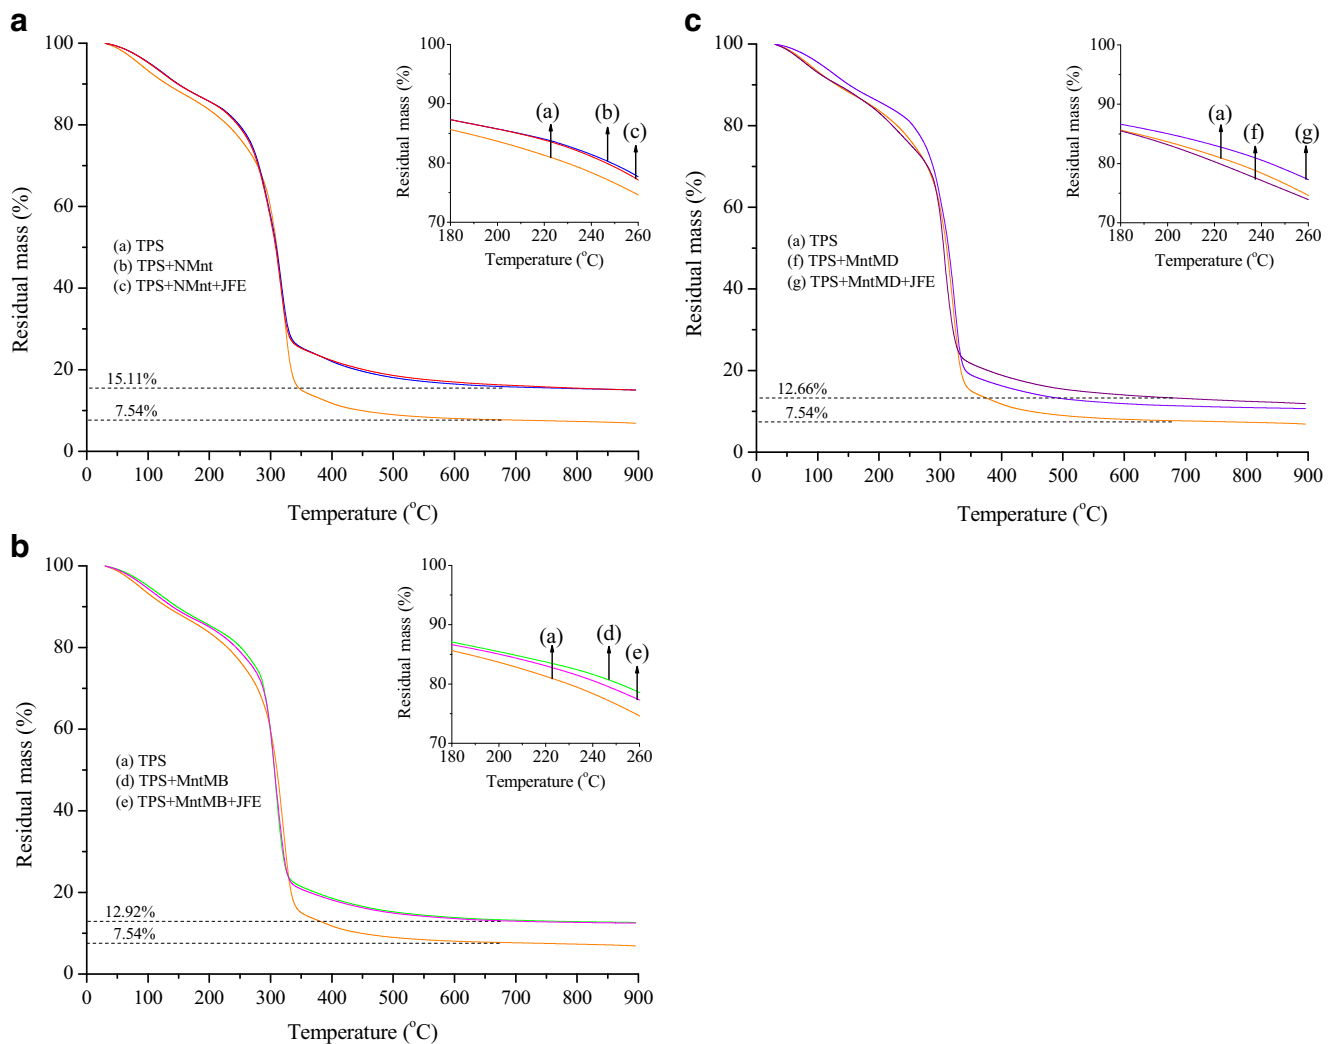 a
100
80
60
40
20
0
Residual mass (%)
0 100 200 300 400 500 600 700 800 900
Temperature (°C)
(a) TPS
(b) TPS+NMnt
(c) TPS+NMnt+JFE
15.11%
7.54%
100
90
80
70
Residual mass (%)
180 200 220 240 260
Temperature (°C)
(a)
(b)
(c)
c
100
80
60
40
20
0
Residual mass (%)
0 100 200 300 400 500 600 700 800 900
Temperature (°C)
(a) TPS
(f) TPS+MntMD
(g) TPS+MntMD+JFE
12.66%
7.54%
100
90
80
70
Residual mass (%)
180 200 220 240 260
Temperature (°C)
(a)
(f)
(g)
b
100
80
60
40
20
0
Residual mass (%)
0 100 200 300 400 500 600 700 800 900
Temperature (°C)
(a) TPS
(d) TPS+MntMB
(e) TPS+MntMB+JFE
12.92%
7.54%
100
90
80
70
Residual mass (%)
180 200 220 240 260
Temperature (°C)
(a)
(d)
(e)